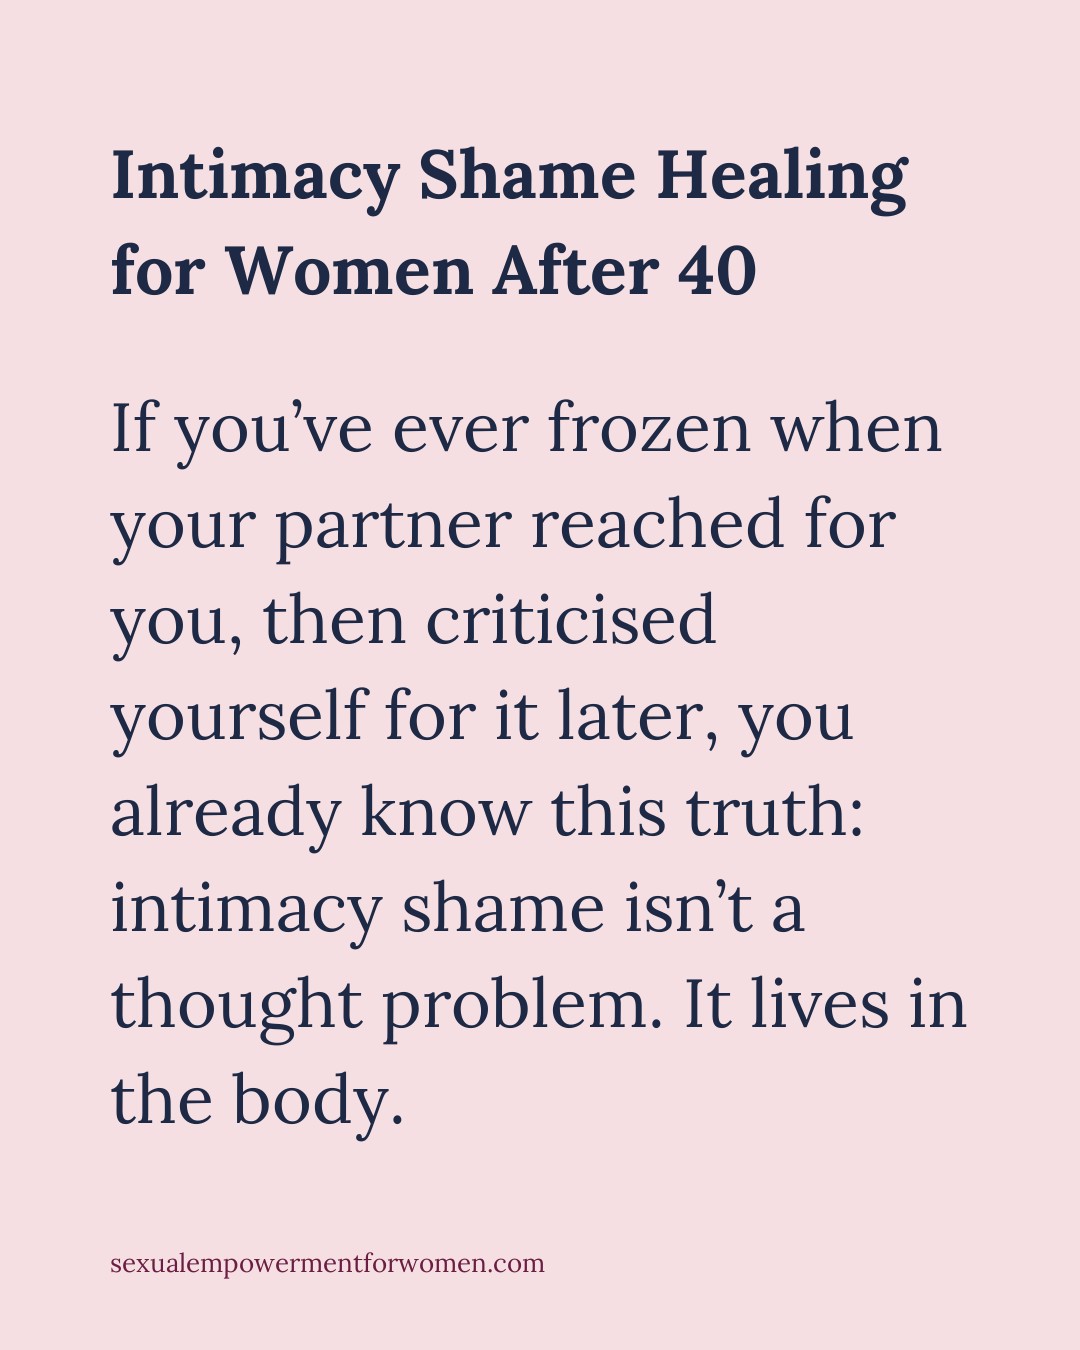 Intimacy Shame Healing
for Women After 40
If you’ve ever frozen when
your partner reached for
you, then criticised
yourself for it later, you
already know this truth:
intimacy shame isn’t a
thought problem. It lives in
the body.
sexualempowermentforwomen.com